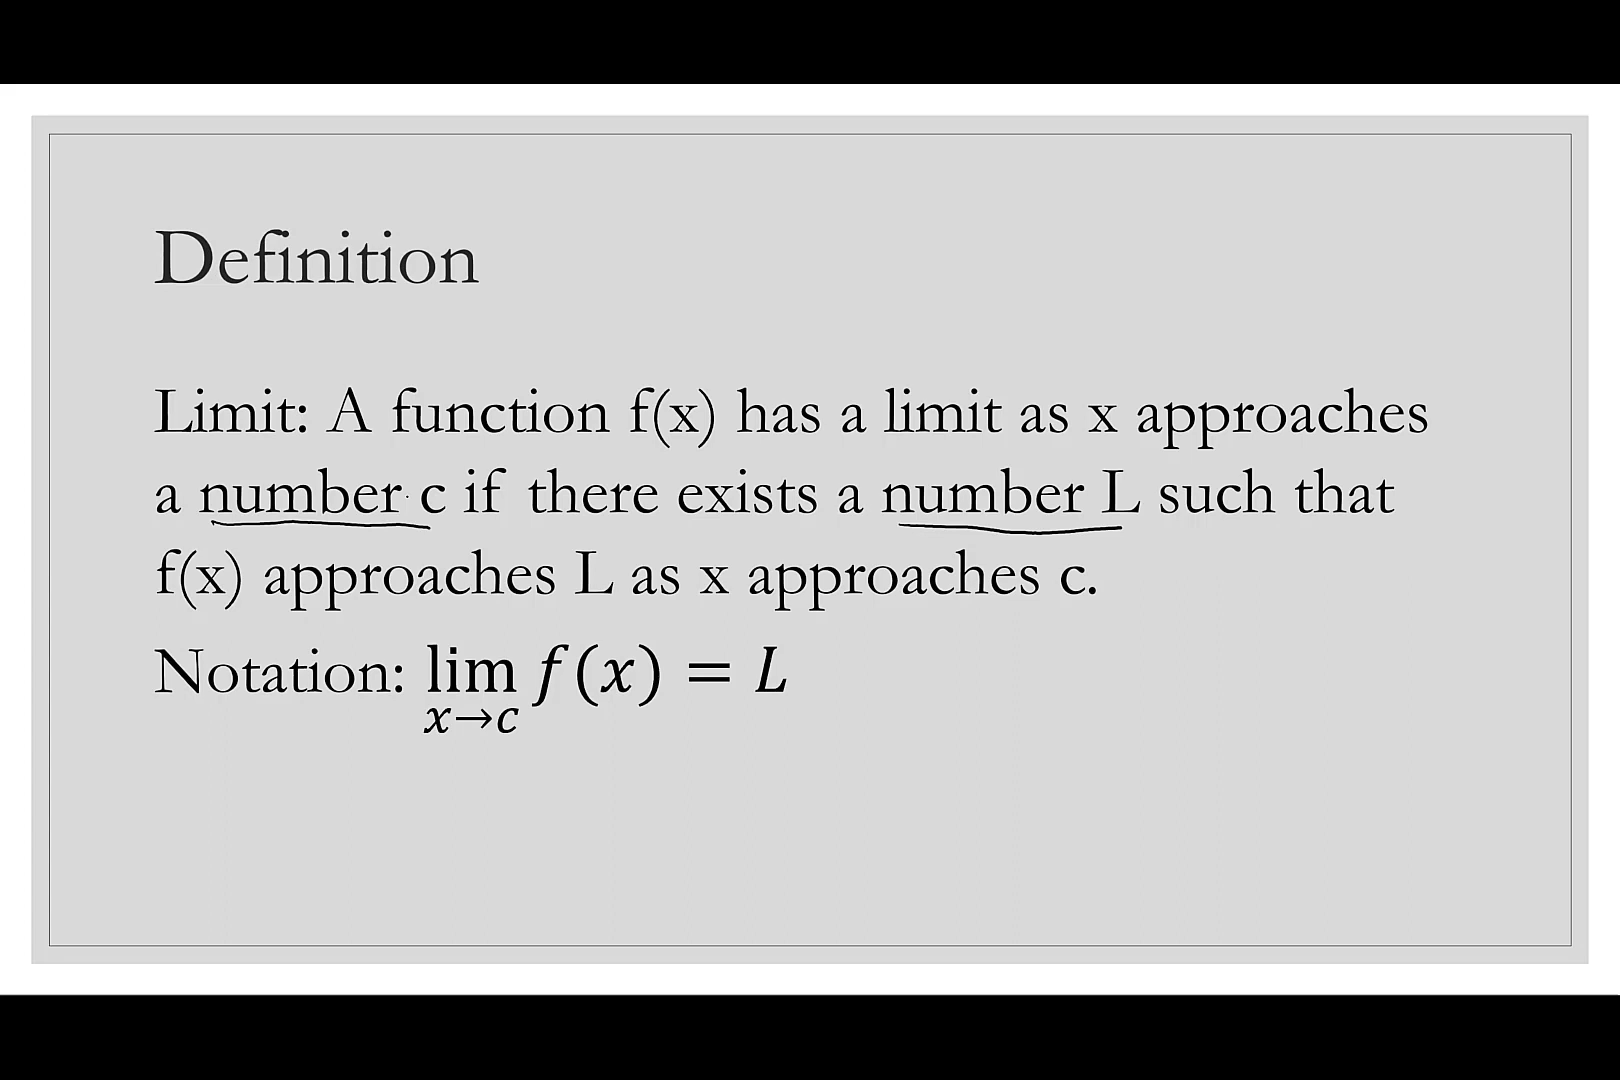 Definition
Limit: A function f(x) has a limit as x approaches
a number c if there exists a number L such that
f(x) approaches L as x approaches c.
Notation: lim f(x) = L
x→c